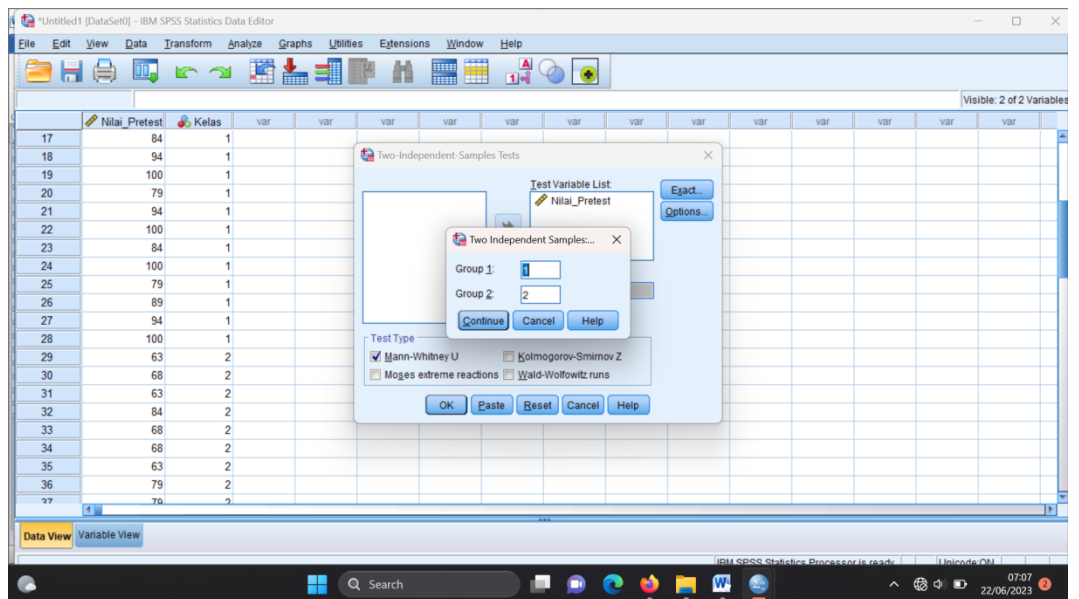 *Untitled1 [DataSet0] - IBM SPSS Statistics Data Editor
File Edit View Data Transform Analyze Graphs Utilities Extensions Window Help
Visible: 2 of 2 Variables
Nilai_Pretest Kelas var var var var var var var var var var var var var
17 84 1
18 94 1
19 100 1
20 79 1
21 94 1
22 100 1
23 84 1
24 100 1
25 79 1
26 89 1
27 94 1
28 100 1
29 63 2
30 68 2
31 63 2
32 84 2
33 68 2
34 68 2
35 63 2
36 79 2
37 79 2
Two-Independent-Samples Tests
Test Variable List:
Nilai_Pretest
Exact...
Options...
Two Independent Samples:...
Group 1: 1
Group 2: 2
Continue Cancel Help
Test Type
Mann-Whitney U Kolmogorov-Smirnov Z
Moses extreme reactions Wald-Wolfowitz runs
OK Paste Reset Cancel Help
Data View Variable View
IBM SPSS Statistics Processor is ready Unicode:ON
Search
07:07
22/06/2023
2